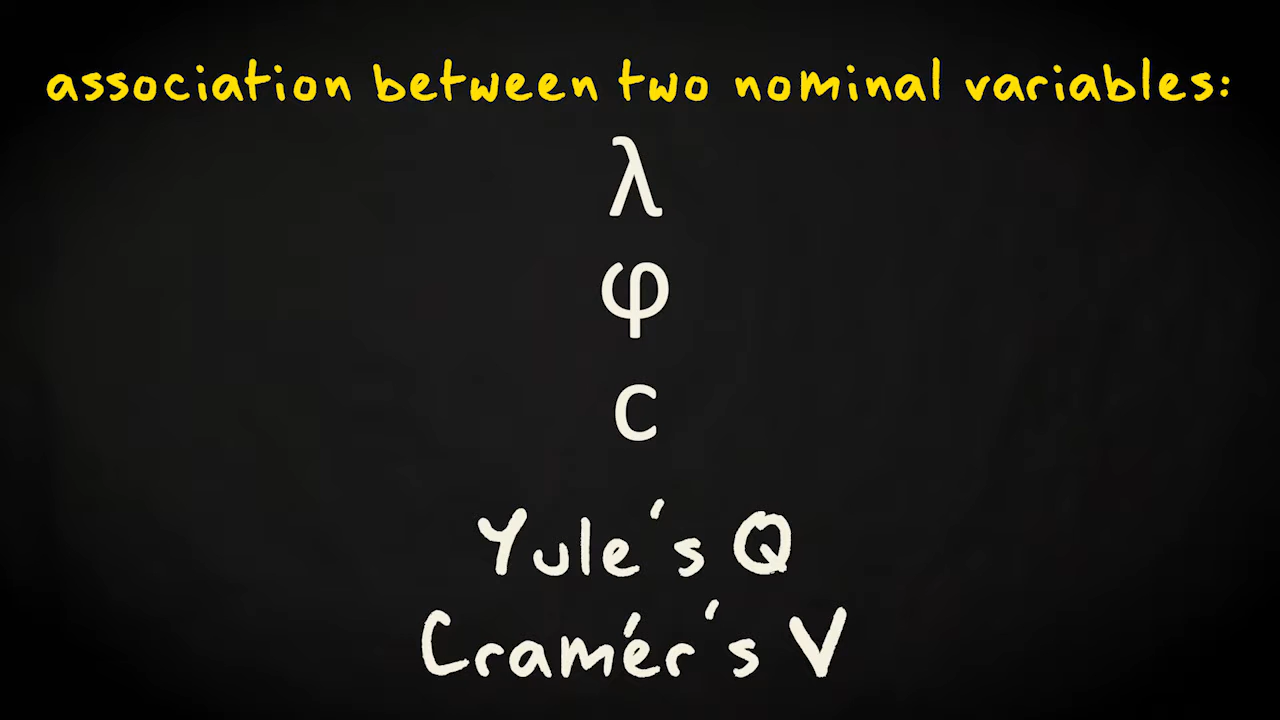 association between two nominal variables:
λ
φ
c
Yule's Q
Cramér's V